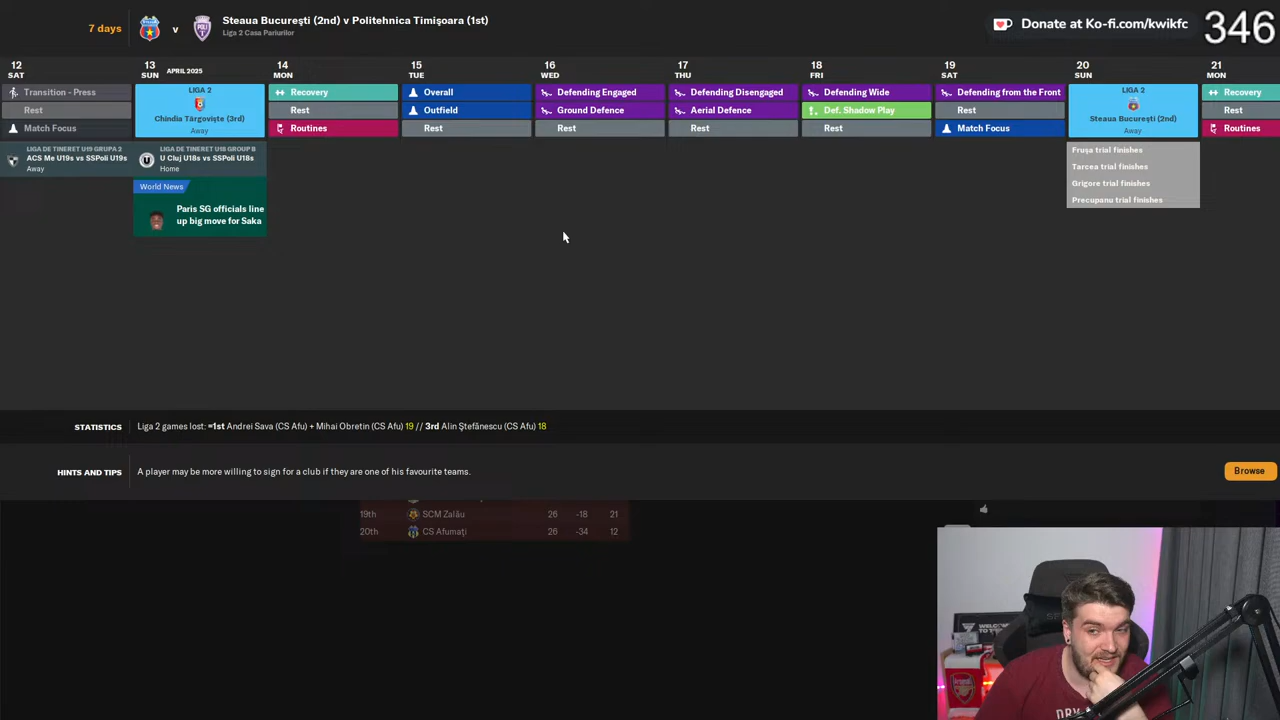 7 days
v
Steaua Bucureşti (2nd) v Politehnica Timişoara (1st)
Liga 2 Casa Pariurilor
Donate at Ko-fi.com/kwikfc
346
12
SAT
13
SUN
APRIL 2025
14
MON
15
TUE
16
WED
17
THU
18
FRI
19
SAT
20
SUN
21
MON
Transition - Press
Rest
Match Focus
LIGA 2
Chindia Târgovişte (3rd)
Away
Recovery
Rest
Routines
Overall
Outfield
Rest
Defending Engaged
Ground Defence
Rest
Defending Disengaged
Aerial Defence
Rest
Defending Wide
Def. Shadow Play
Rest
Defending from the Front
Rest
Match Focus
LIGA 2
Steaua Bucureşti (2nd)
Away
Recovery
Rest
Routines
LIGA DE TINERET U19 GRUPA 2
ACS Me U19s vs SSPoli U19s
Away
LIGA DE TINERET U18 GROUP B
U Cluj U18s vs SSPoli U18s
Home
World News
Paris SG officials line
up big move for Saka
Fruşa trial finishes
Tarcea trial finishes
Grigore trial finishes
Precupanu trial finishes
STATISTICS
Liga 2 games lost: =1st Andrei Sava (CS Afu) + Mihai Obretin (CS Afu) 19 // 3rd Alin Ştefănescu (CS Afu) 18
HINTS AND TIPS
A player may be more willing to sign for a club if they are one of his favourite teams.
Browse
19th SCM Zalău 26 -18 21
20th CS Afumaţi 26 -34 12